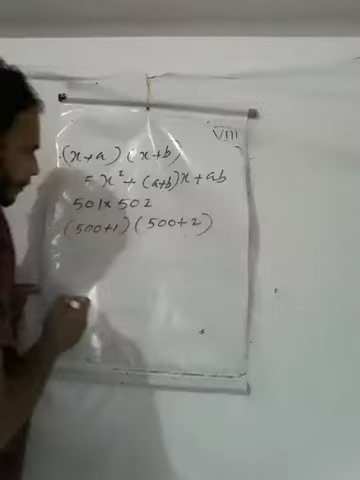 VIII
(x+a) (x+b)
= x² + (a+b)x + ab
501 x 502
(500+1) (500+2)